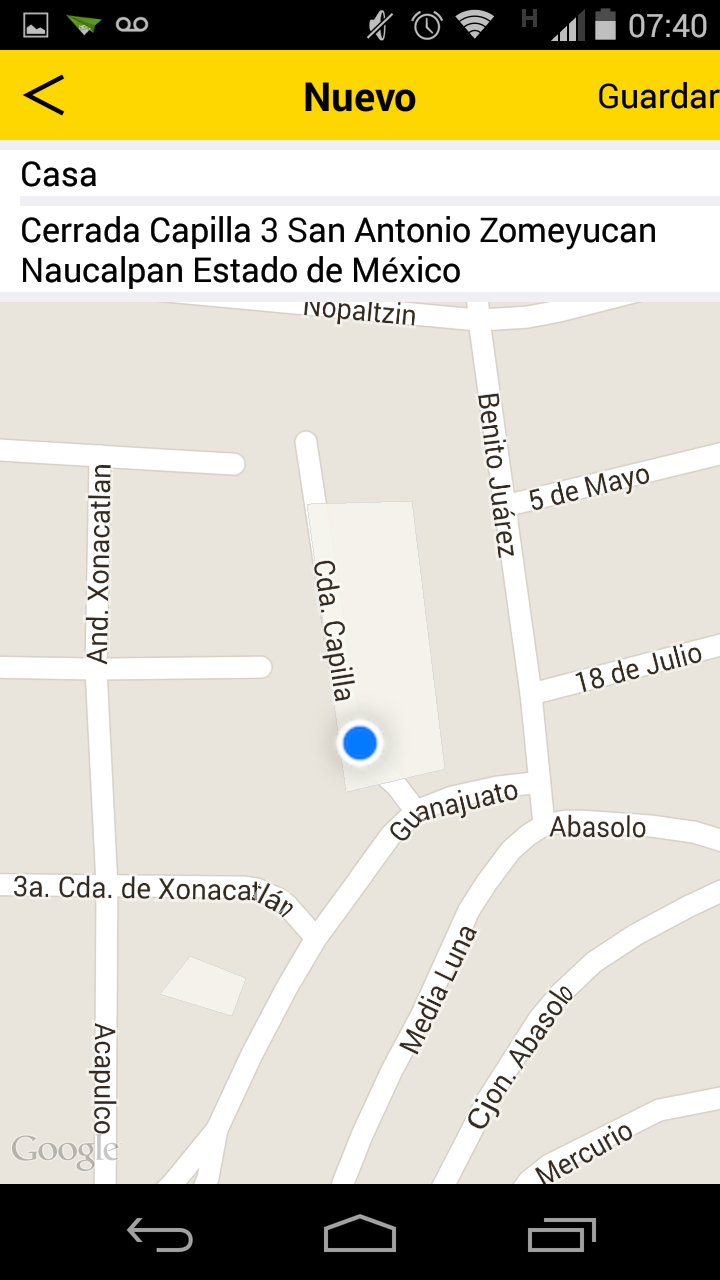 H 07:40
Nuevo Guardar
Casa
Cerrada Capilla 3 San Antonio Zomeyucan
Naucalpan Estado de México
Nopaltzin
Benito Juárez
5 de Mayo
And. Xonacatlan
Cda. Capilla
18 de Julio
Guanajuato
Abasolo
3a. Cda. de Xonacatlán
Media Luna
Cjon. Abasolo
Acapulco
Mercurio
Google